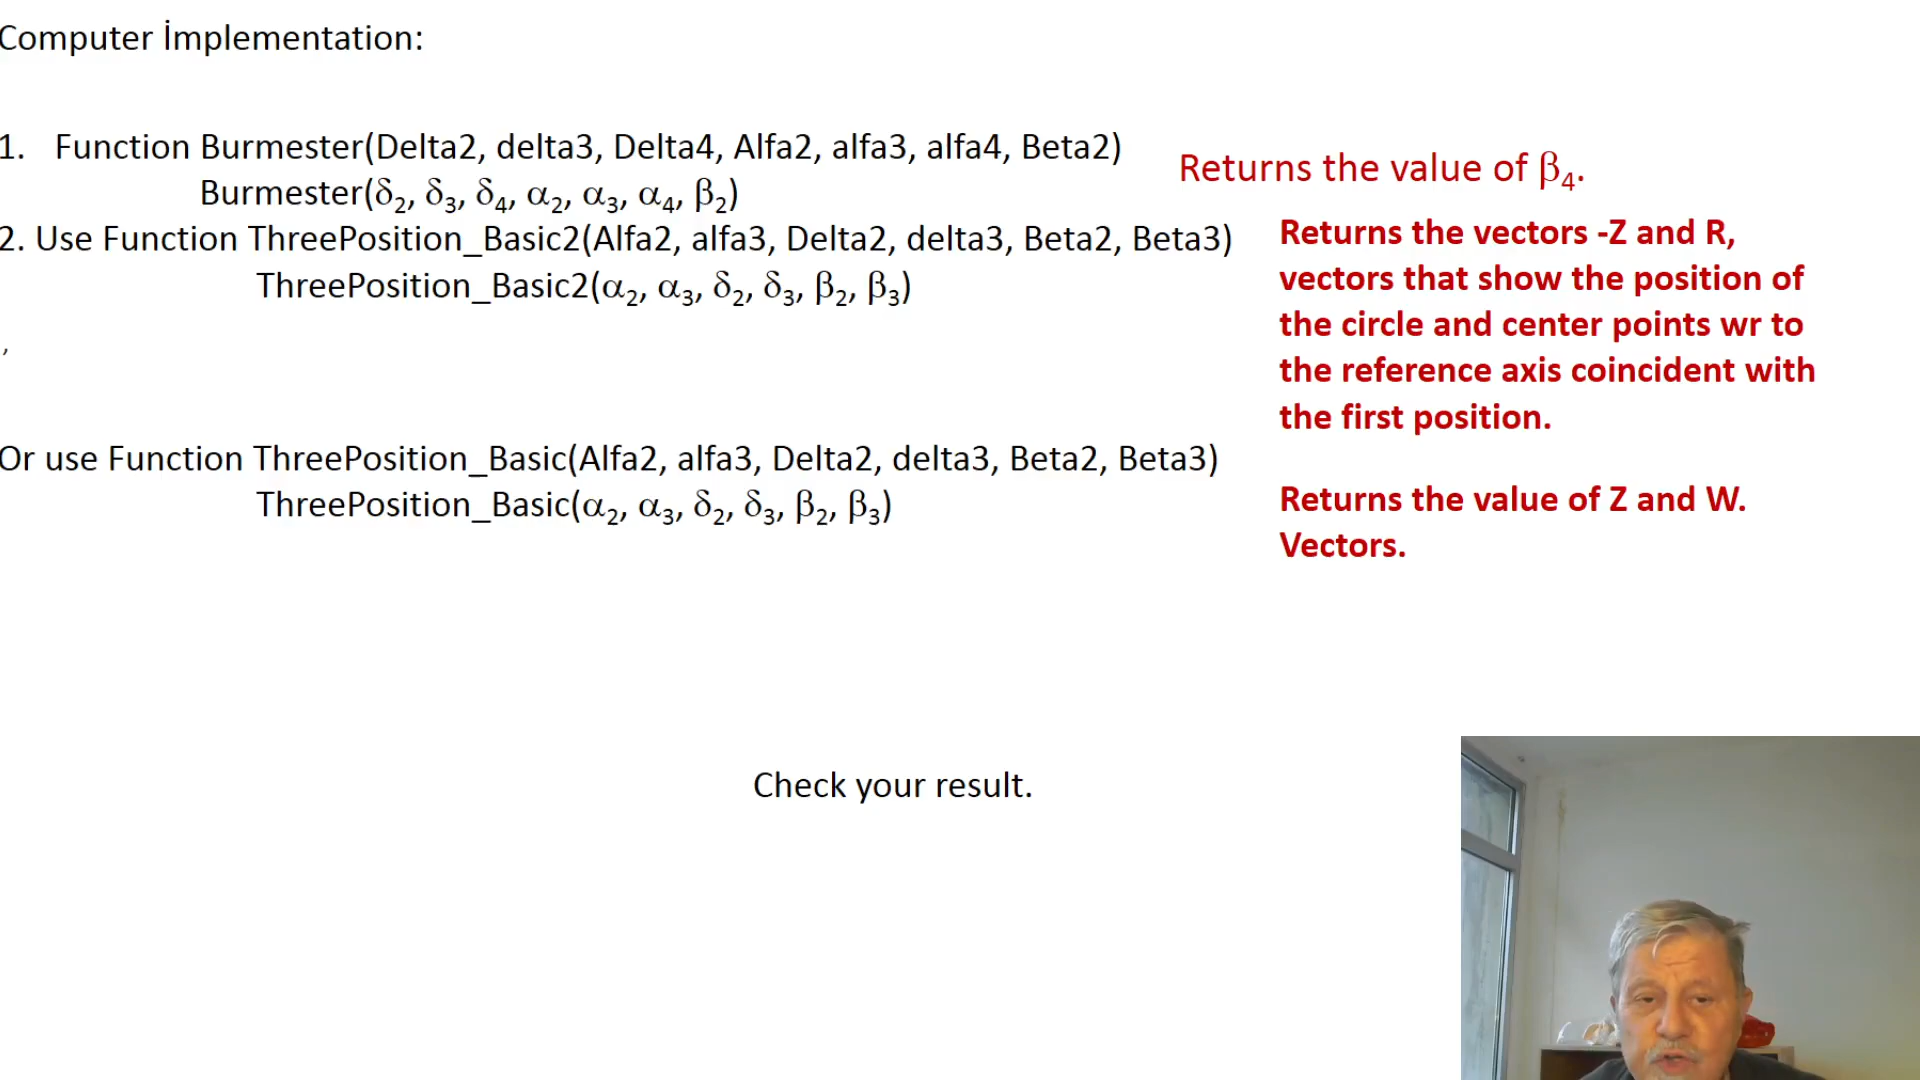 Computer İmplementation:
1. Function Burmester(Delta2, delta3, Delta4, Alfa2, alfa3, alfa4, Beta2)
Burmester(δ2, δ3, δ4, α2, α3, α4, β2)
Returns the value of β4.
2. Use Function ThreePosition_Basic2(Alfa2, alfa3, Delta2, delta3, Beta2, Beta3)
ThreePosition_Basic2(α2, α3, δ2, δ3, β2, β3)
Returns the vectors -Z and R,
vectors that show the position of
the circle and center points wr to
the reference axis coincident with
the first position.
,
Or use Function ThreePosition_Basic(Alfa2, alfa3, Delta2, delta3, Beta2, Beta3)
ThreePosition_Basic(α2, α3, δ2, δ3, β2, β3)
Returns the value of Z and W.
Vectors.
Check your result.